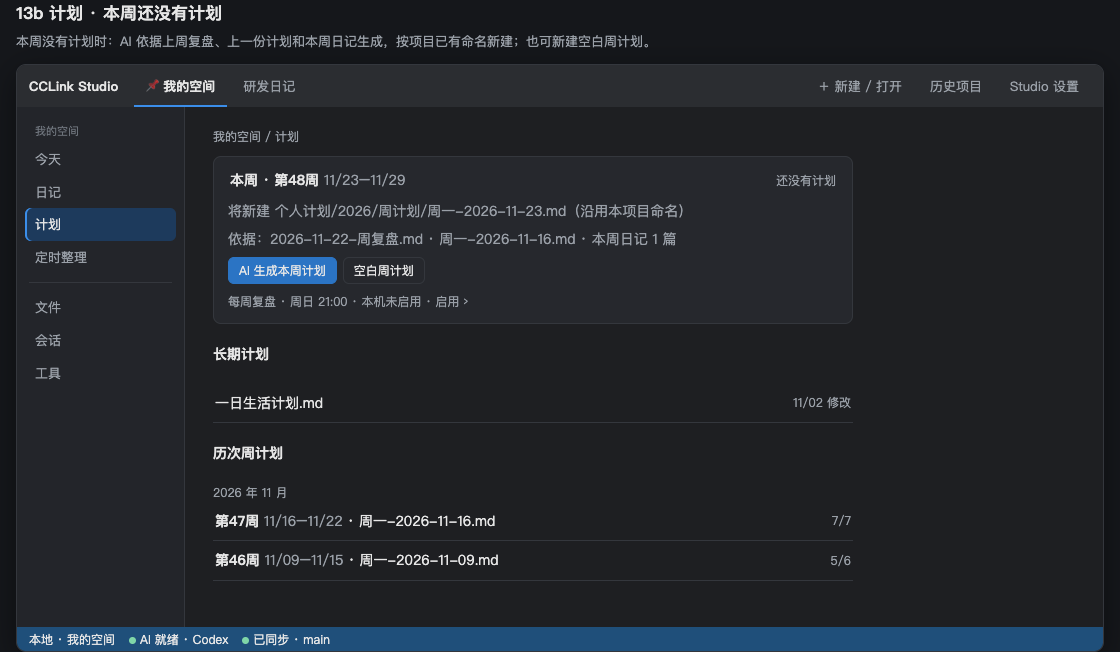 13b 计划 · 本周还没有计划
本周没有计划时：AI 依据上周复盘、上一份计划和本周日记生成，按项目已有命名新建；也可新建空白周计划。
CCLink Studio 📌 我的空间 研发日记 + 新建 / 打开 历史项目 Studio 设置
我的空间
今天
日记
计划
定时整理
文件
会话
工具
我的空间 / 计划
本周 · 第48周 11/23—11/29 还没有计划
将新建 个人计划/2026/周计划/周一-2026-11-23.md（沿用本项目命名）
依据：2026-11-22-周复盘.md · 周一-2026-11-16.md · 本周日记 1 篇
AI 生成本周计划 空白周计划
每周复盘 · 周日 21:00 · 本机未启用 · 启用 ›
长期计划
一日生活计划.md 11/02 修改
历次周计划
2026 年 11 月
第47周 11/16—11/22 · 周一-2026-11-16.md 7/7
第46周 11/09—11/15 · 周一-2026-11-09.md 5/6
本地 · 我的空间 ● AI 就绪 · Codex ● 已同步 · main